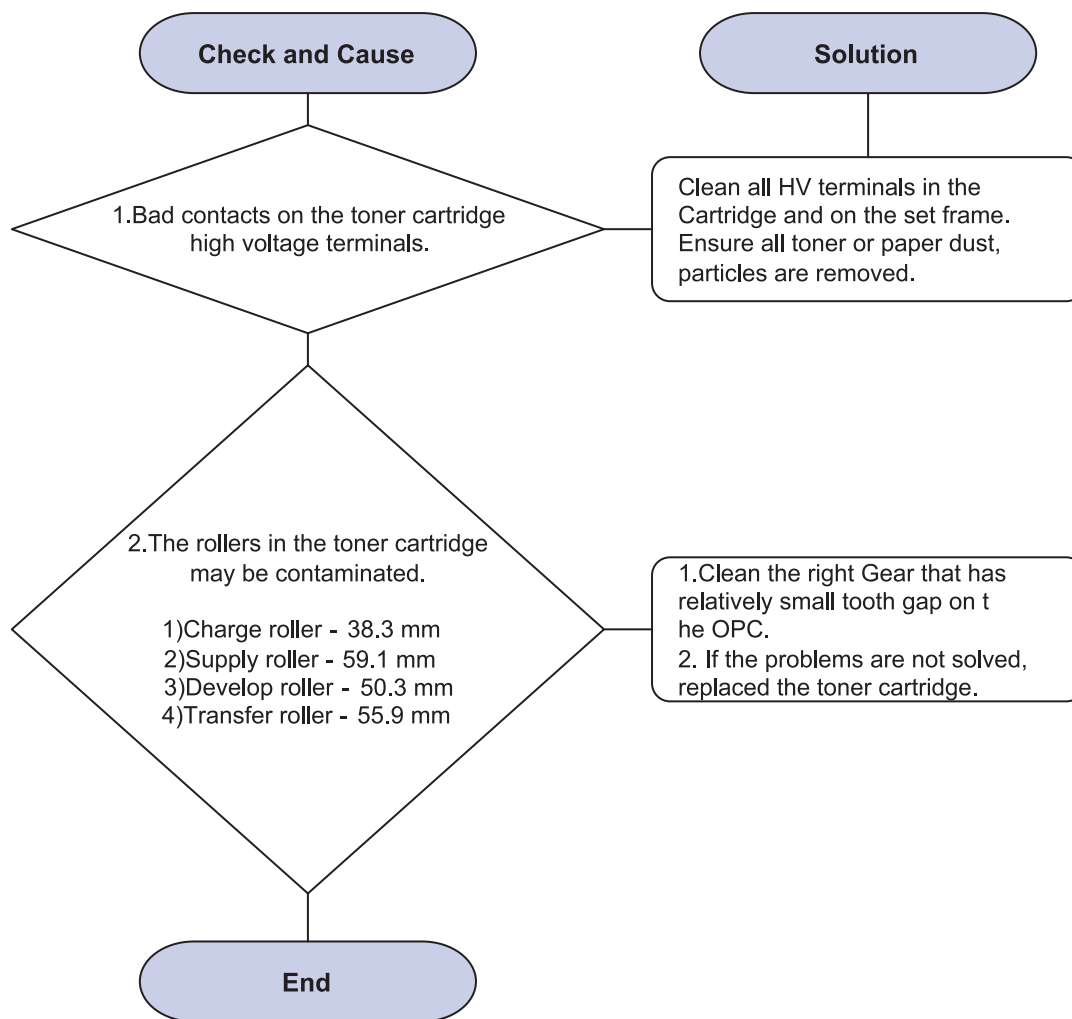 Check and Cause
Solution
1.Bad contacts on the toner cartridge
high voltage terminals.
Clean all HV terminals in the
Cartridge and on the set frame.
Ensure all toner or paper dust,
particles are removed.
2.The rollers in the toner cartridge
may be contaminated.
1)Charge roller - 38.3 mm
2)Supply roller - 59.1 mm
3)Develop roller - 50.3 mm
4)Transfer roller - 55.9 mm
1.Clean the right Gear that has
relatively small tooth gap on t
he OPC.
2. If the problems are not solved,
replaced the toner cartridge.
End